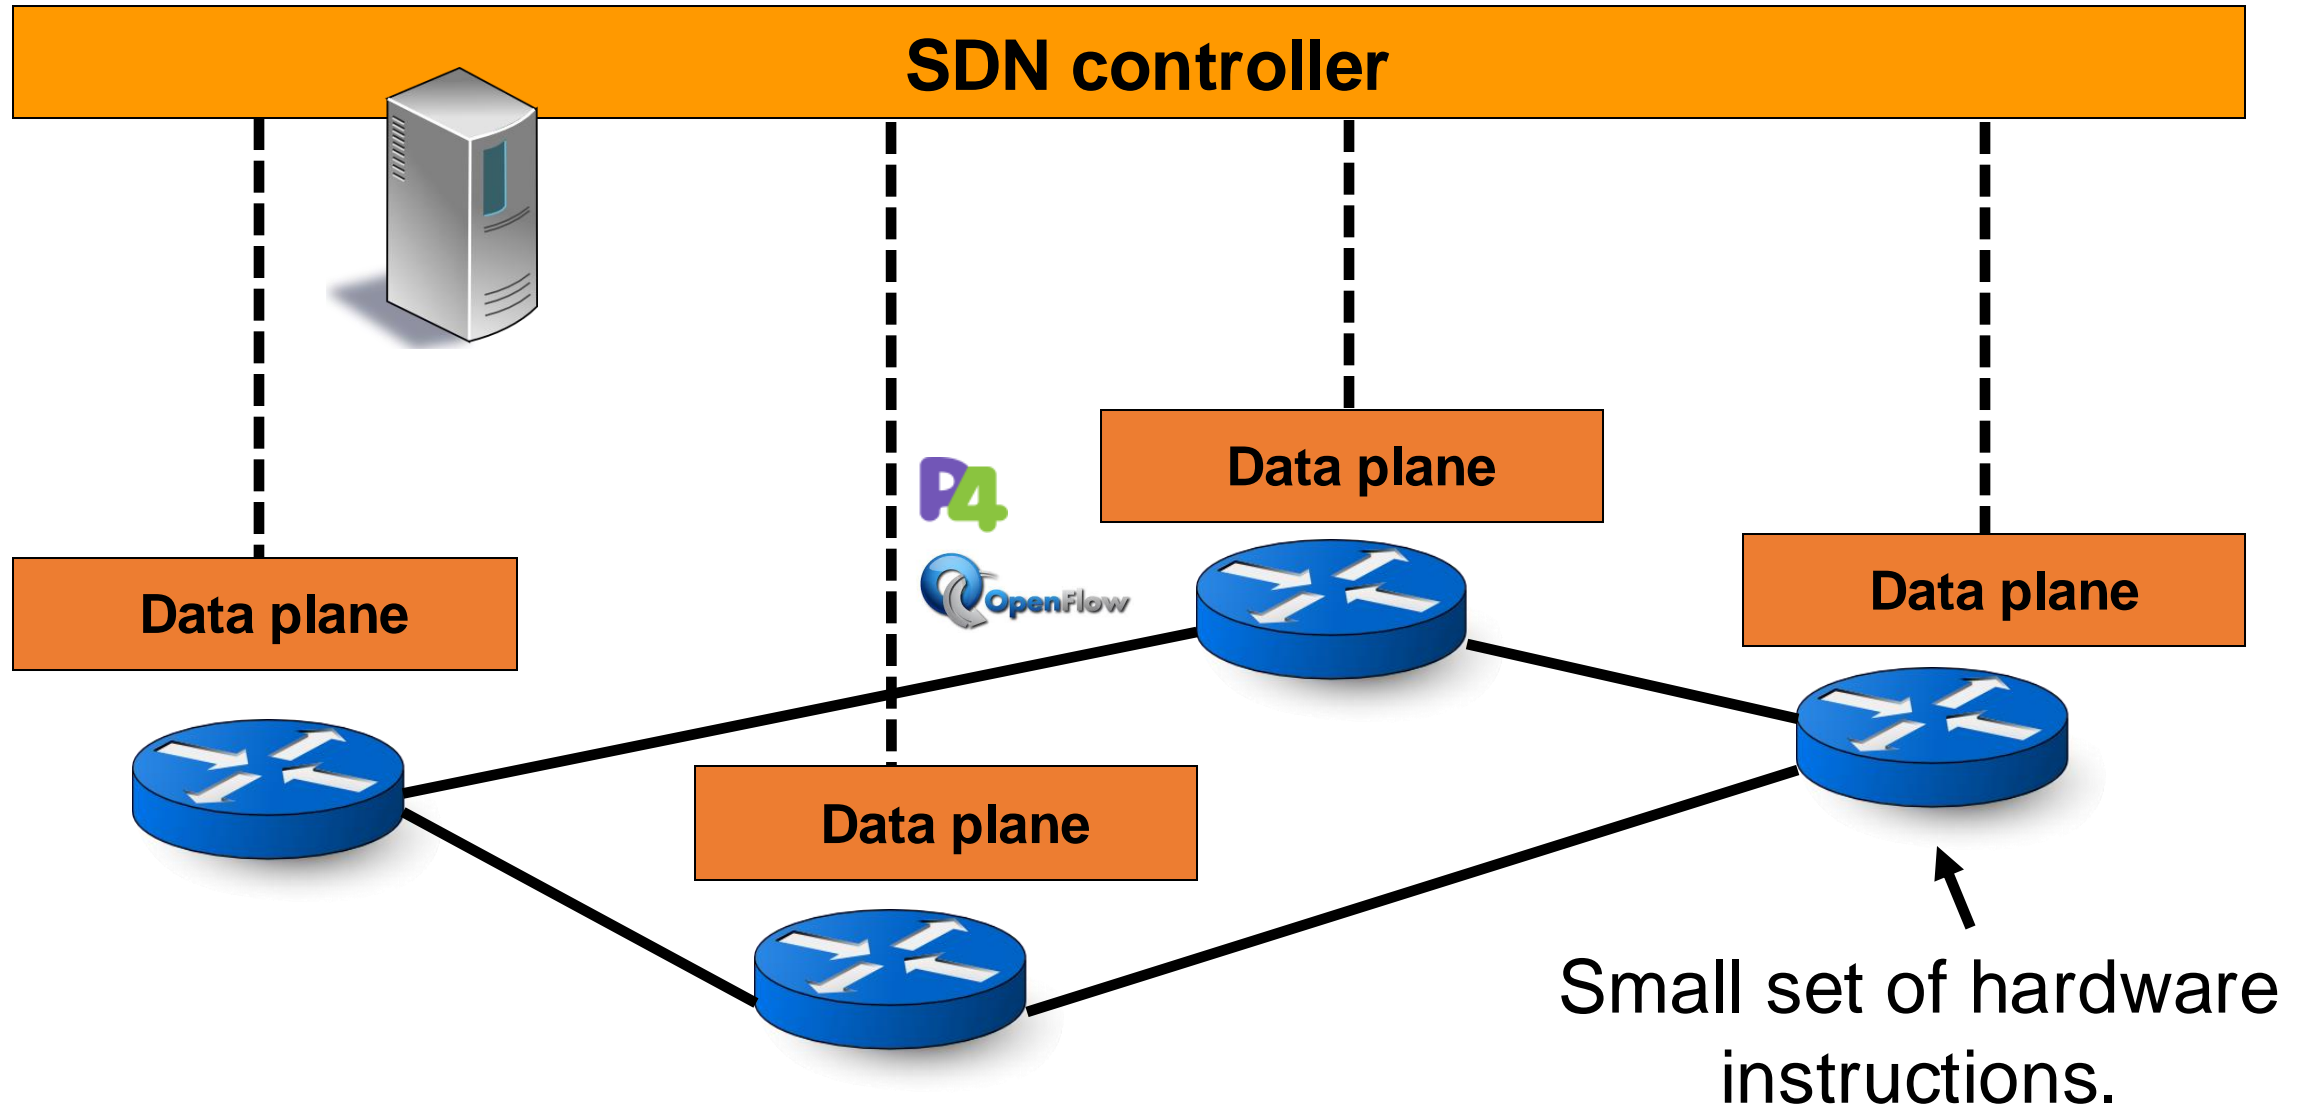 SDN controller
Data plane
P4
OpenFlow
Data plane
Data plane
Data plane
Small set of hardware
instructions.